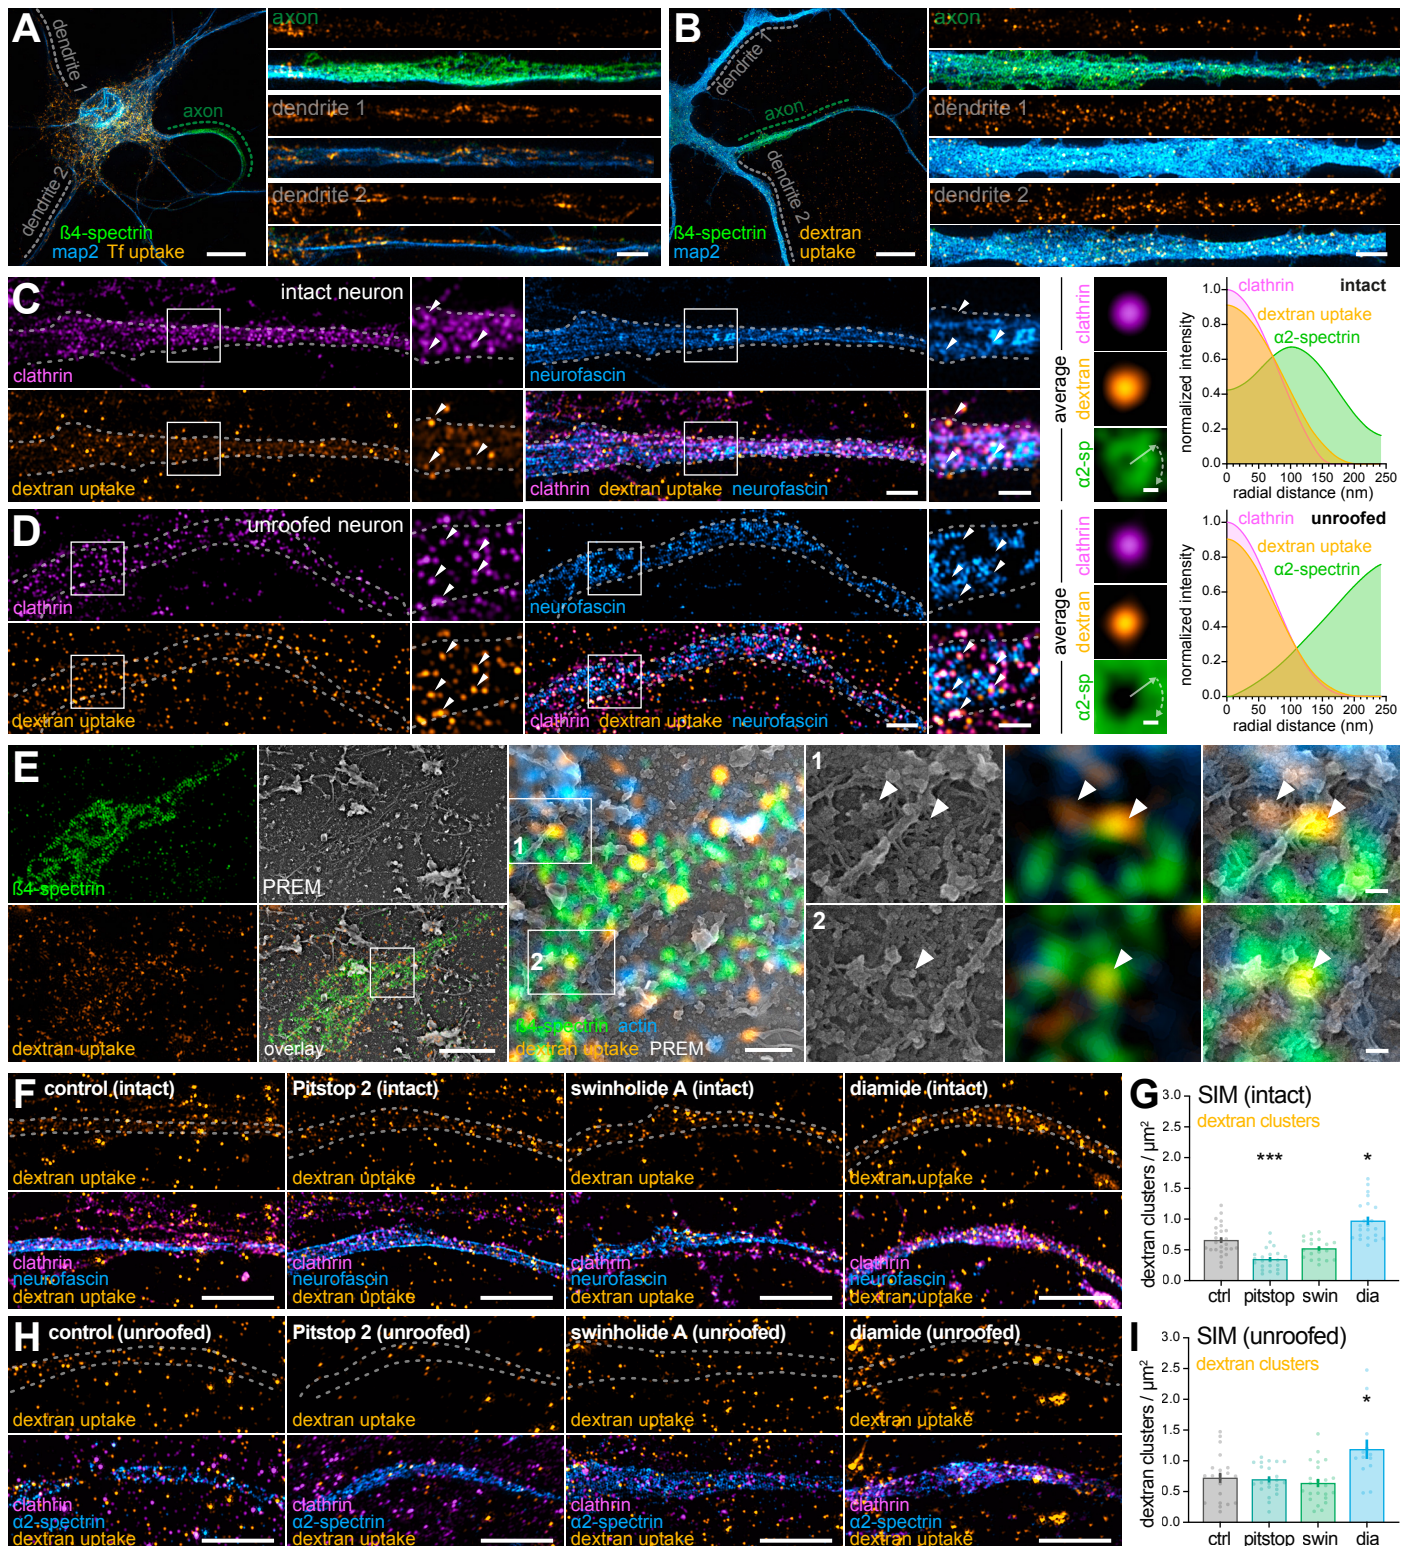 A
dendrite 1
axon
dendrite 2
ß4-spectrin
map2 Tf uptake
axon
dendrite 1
dendrite 2
B
dendrite 1
axon
dendrite 2
ß4-spectrin
map2
dextran
uptake
axon
dendrite 1
dendrite 2
C
intact neuron
clathrin
neurofascin
dextran uptake
clathrin dextran uptake neurofascin
average
clathrin
dextran
α2-sp
clathrin
intact
dextran uptake
α2-spectrin
normalized intensity
1.0
0.8
0.6
0.4
0.2
0.0
0 50 100 150 200 250
radial distance (nm)
D
unroofed neuron
clathrin
neurofascin
dextran uptake
clathrin dextran uptake neurofascin
average
clathrin
dextran
α2-sp
clathrin
unroofed
dextran uptake
α2-spectrin
normalized intensity
1.0
0.8
0.6
0.4
0.2
0.0
0 50 100 150 200 250
radial distance (nm)
E
ß4-spectrin
PREM
dextran uptake
overlay
1
2
ß4-spectrin actin
dextran uptake PREM
1
2
F
control (intact)
Pitstop 2 (intact)
swinholide A (intact)
diamide (intact)
dextran uptake
dextran uptake
dextran uptake
dextran uptake
clathrin
neurofascin
dextran uptake
clathrin
neurofascin
dextran uptake
clathrin
neurofascin
dextran uptake
clathrin
neurofascin
dextran uptake
G
SIM (intact)
dextran clusters
dextran clusters / µm²
3.0
2.5
2.0
1.5
1.0
0.5
0.0
***
*
ctrl pitstop swin dia
H
control (unroofed)
Pitstop 2 (unroofed)
swinholide A (unroofed)
diamide (unroofed)
dextran uptake
dextran uptake
dextran uptake
dextran uptake
clathrin
α2-spectrin
dextran uptake
clathrin
α2-spectrin
dextran uptake
clathrin
α2-spectrin
dextran uptake
clathrin
α2-spectrin
dextran uptake
I
SIM (unroofed)
dextran clusters
dextran clusters / µm²
3.0
2.5
2.0
1.5
1.0
0.5
0.0
*
ctrl pitstop swin dia